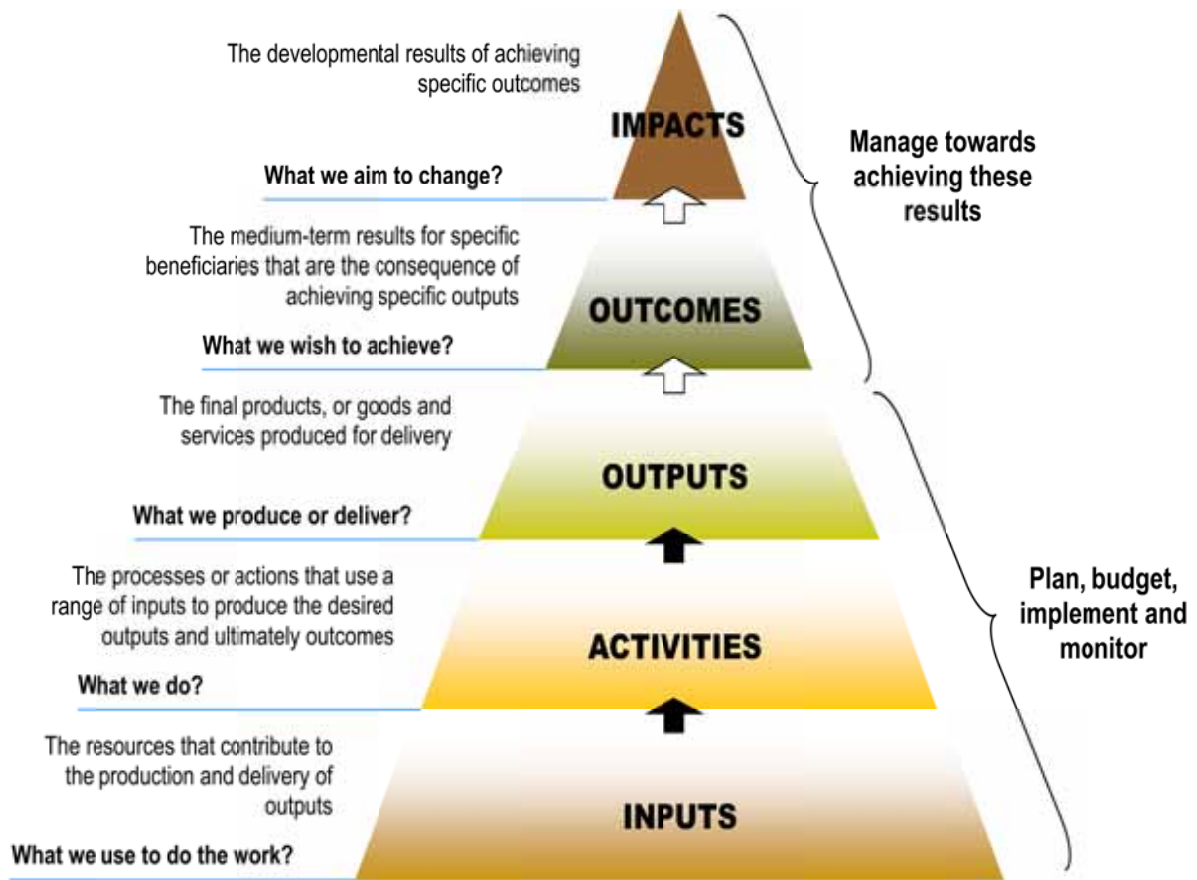 The developmental results of achieving
specific outcomes
IMPACTS
What we aim to change?
Manage towards
achieving these
results
The medium-term results for specific
beneficiaries that are the consequence of
achieving specific outputs
OUTCOMES
What we wish to achieve?
The final products, or goods and
services produced for delivery
OUTPUTS
What we produce or deliver?
The processes or actions that use a
range of inputs to produce the desired
outputs and ultimately outcomes
ACTIVITIES
What we do?
Plan, budget,
implement and
monitor
The resources that contribute to
the production and delivery of
outputs
INPUTS
What we use to do the work?